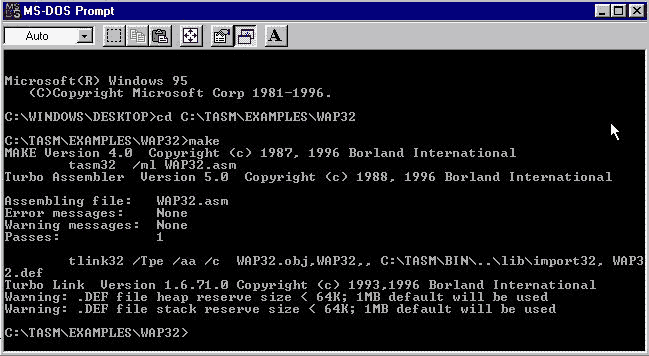 MS-DOS Prompt
Auto
A
Microsoft(R) Windows 95
(C)Copyright Microsoft Corp 1981-1996.
C:\WINDOWS\DESKTOP>cd C:\TASM\EXAMPLES\WAP32
C:\TASM\EXAMPLES\WAP32>make
MAKE Version 4.0  Copyright (c) 1987, 1996 Borland International
tasm32  /ml WAP32.asm
Turbo Assembler  Version 5.0  Copyright (c) 1988, 1996 Borland International
Assembling file:   WAP32.asm
Error messages:    None
Warning messages:  None
Passes:            1
tlink32 /Tpe /aa /c  WAP32.obj,WAP32,, C:\TASM\BIN\..\lib\import32, WAP3
2.def
Turbo Link  Version 1.6.71.0 Copyright (c) 1993,1996 Borland International
Warning: .DEF file heap reserve size < 64K; 1MB default will be used
Warning: .DEF file stack reserve size < 64K; 1MB default will be used
C:\TASM\EXAMPLES\WAP32>